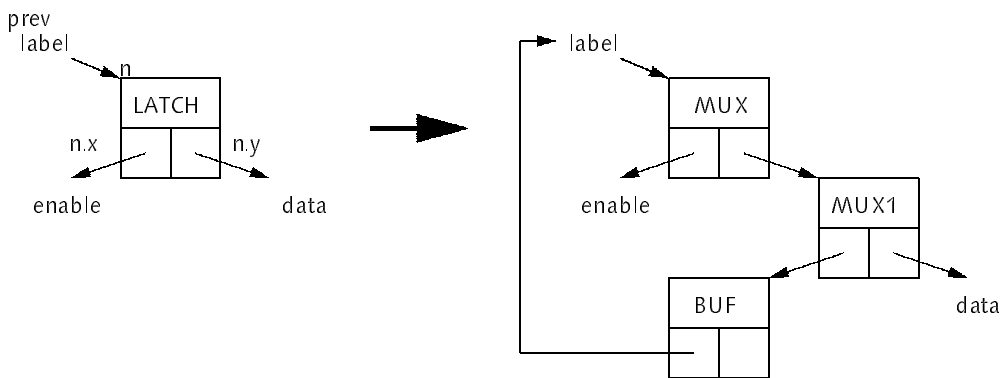 prev
label
n
LATCH
n.x
n.y
enable
data
label
MUX
enable
MUX1
BUF
data